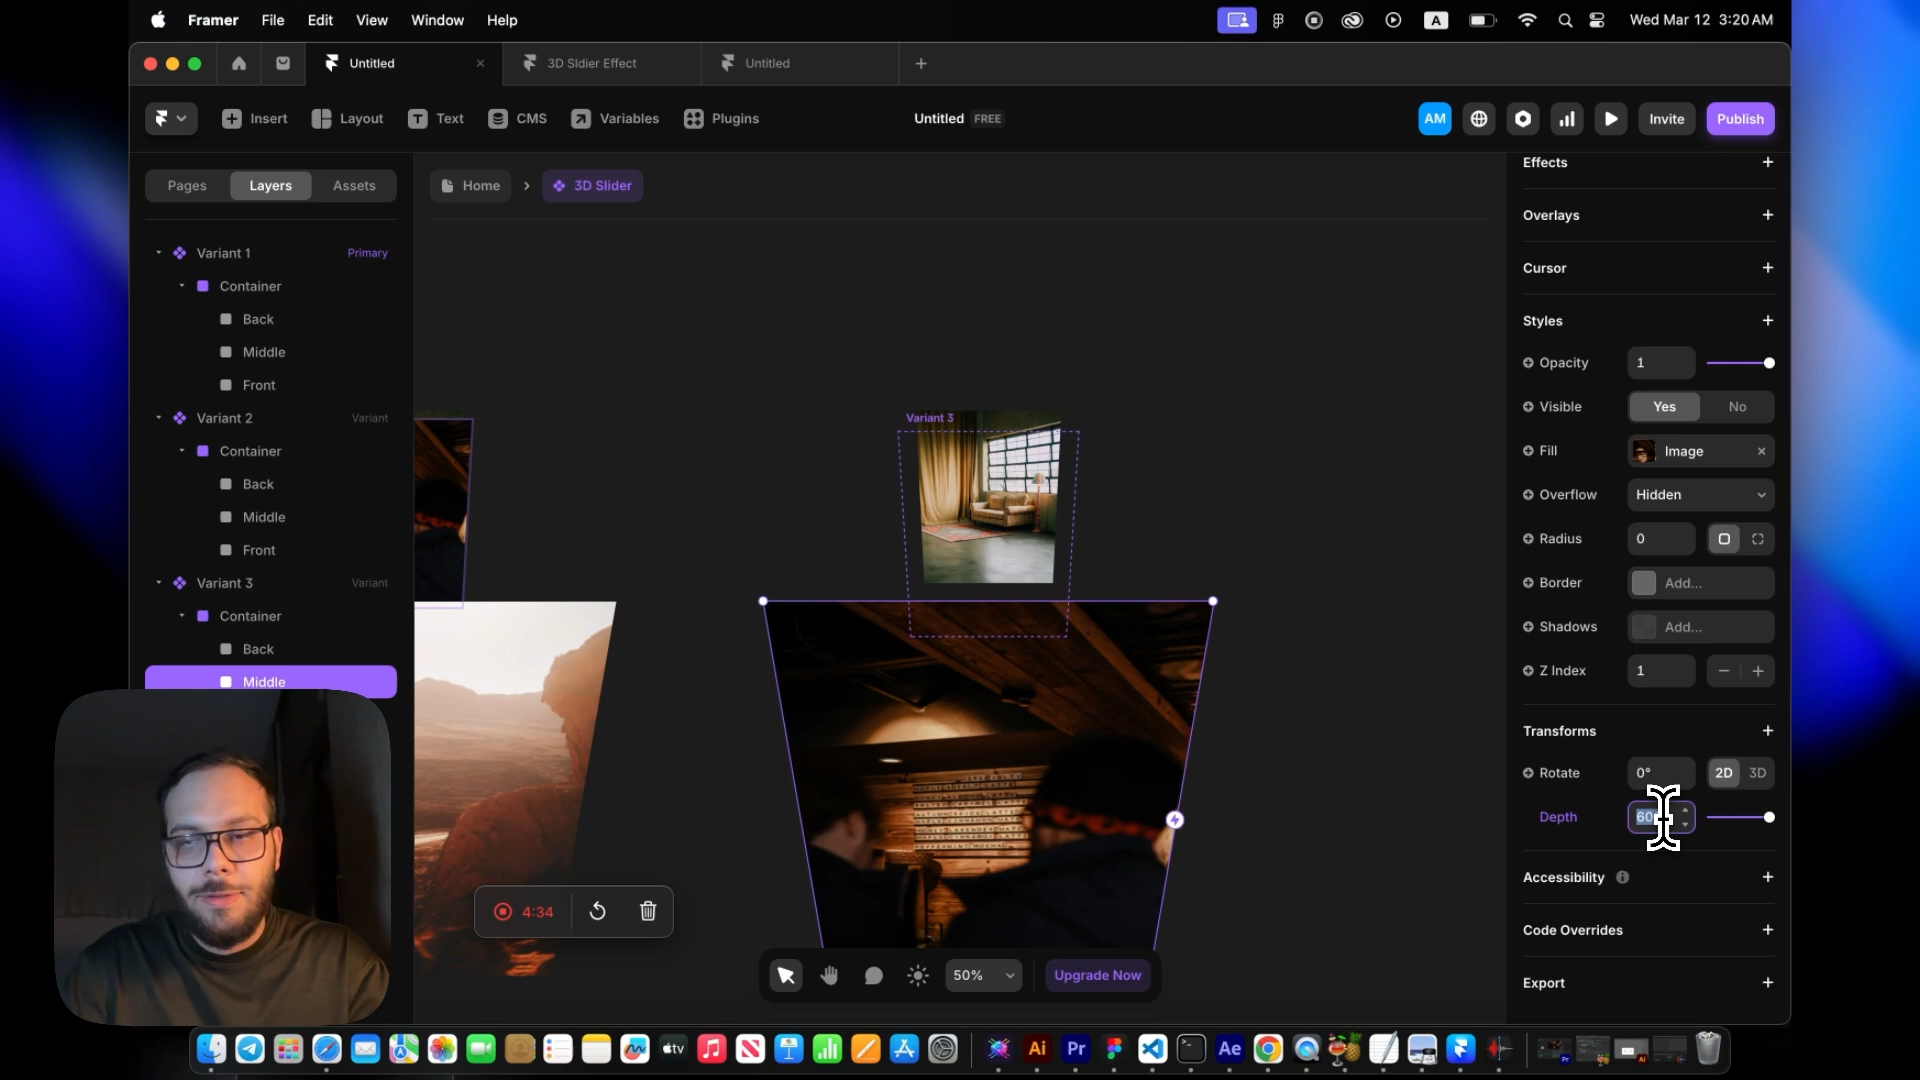 Framer File Edit View Window Help
A Wed Mar 12 3:20 AM
Untitled 3D Sldier Effect Untitled
Insert Layout Text CMS Variables Plugins
Untitled FREE
AM Invite Publish
Pages Layers Assets
Home 3D Slider
Variant 1 Primary
Container
Back
Middle
Front
Variant 2 Variant
Container
Back
Middle
Front
Variant 3 Variant
Container
Back
Middle
Variant 3
4:34
50% Upgrade Now
Effects
Overlays
Cursor
Styles
Opacity 1
Visible Yes No
Fill Image
Overflow Hidden
Radius 0
Border Add...
Shadows Add...
Z Index 1
Transforms
Rotate 0° 2D 3D
Depth
Accessibility
Code Overrides
Export
tv Ai Pr Ae